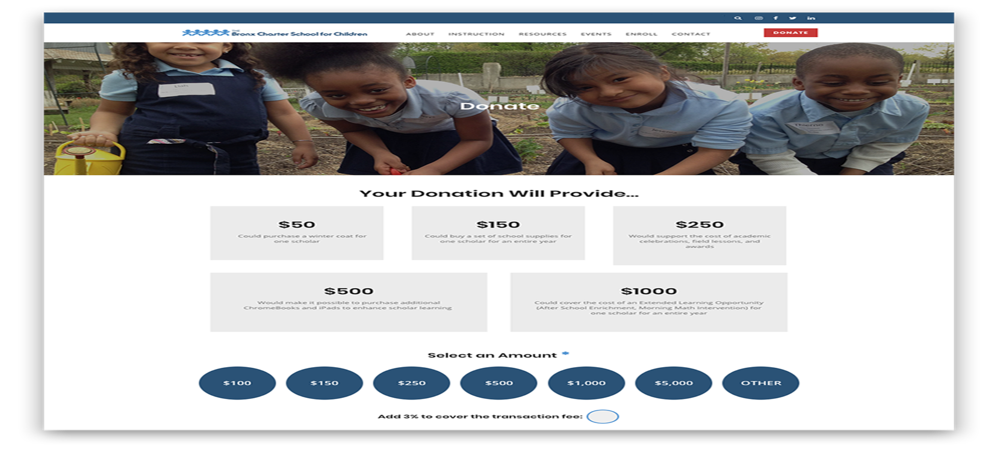 THE
Bronx Charter School for Children
ABOUT INSTRUCTION RESOURCES EVENTS ENROLL CONTACT
DONATE
Liah
Thierno
Donate
Your Donation Will Provide...
$50
Could purchase a winter coat for
one scholar
$150
Could buy a set of school supplies for
one scholar for an entire year
$250
Would support the cost of academic
celebrations, field lessons, and
awards
$500
Would make it possible to purchase additional
ChromeBooks and iPads to enhance scholar learning
$1000
Could cover the cost of an Extended Learning Opportunity
(After School Enrichment, Morning Math Intervention) for
one scholar for an entire year
Select an Amount *
$100 $150 $250 $500 $1,000 $5,000 OTHER
Add 3% to cover the transaction fee: